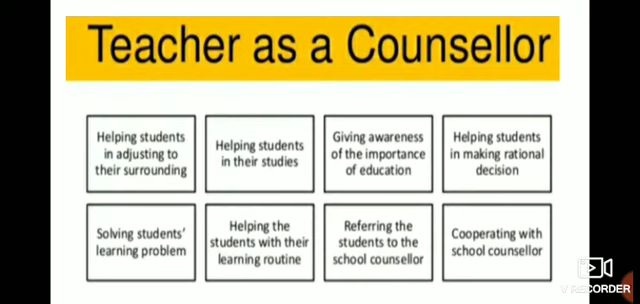 Teacher as a Counsellor
Helping students
in adjusting to
their surrounding
Helping students
in their studies
Giving awareness
of the importance
of education
Helping students
in making rational
decision
Solving students'
learning problem
Helping the
students with their
learning routine
Referring the
students to the
school counsellor
Cooperating with
school counsellor
V RECORDER